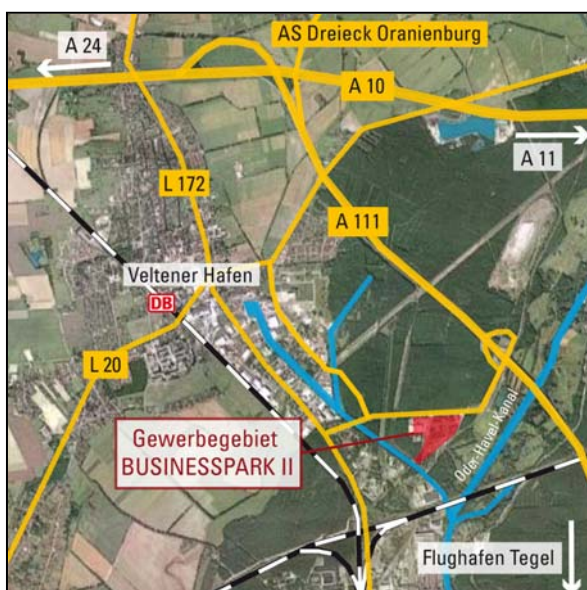 AS Dreieck Oranienburg
A 24
A 10
A 11
L 172
A 111
Veltener Hafen
DB
L 20
Gewerbegebiet
BUSINESSPARK II
Oder-Havel-Kanal
Flughafen Tegel